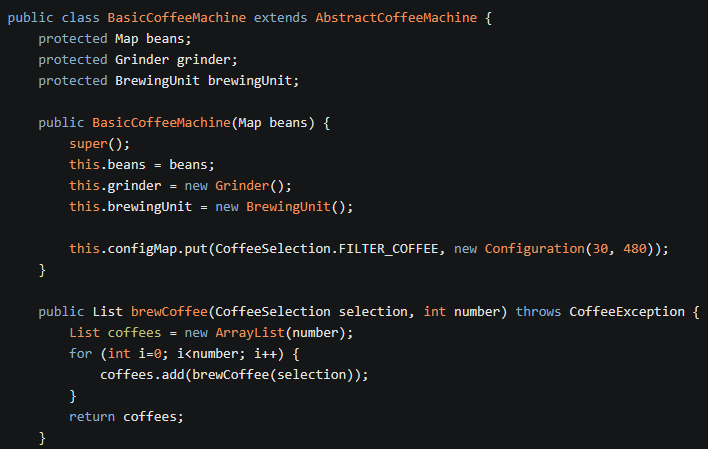 public class BasicCoffeeMachine extends AbstractCoffeeMachine {
    protected Map beans;
    protected Grinder grinder;
    protected BrewingUnit brewingUnit;

    public BasicCoffeeMachine(Map beans) {
        super();
        this.beans = beans;
        this.grinder = new Grinder();
        this.brewingUnit = new BrewingUnit();

        this.configMap.put(CoffeeSelection.FILTER_COFFEE, new Configuration(30, 480));
    }

    public List brewCoffee(CoffeeSelection selection, int number) throws CoffeeException {
        List coffees = new ArrayList(number);
        for (int i=0; i<number; i++) {
            coffees.add(brewCoffee(selection));
        }
        return coffees;
    }